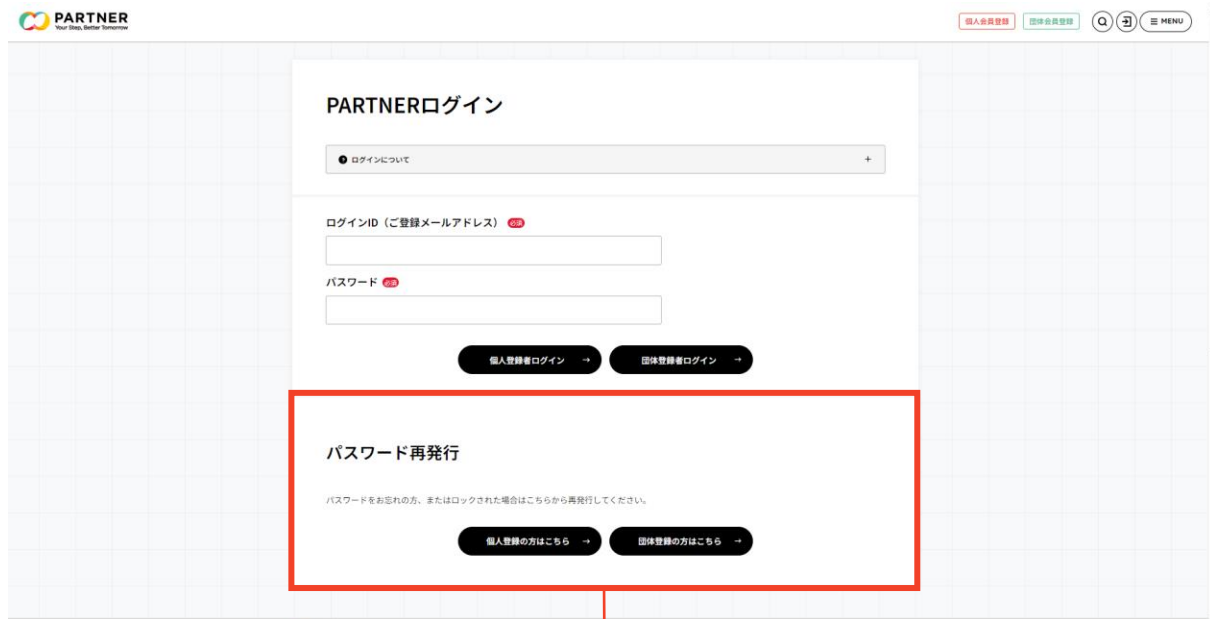 PARTNER
Your Step, Better Tomorrow
個人会員登録
団体会員登録
MENU
PARTNERログイン
ログインについて
+
ログインID（ご登録メールアドレス） 必須
パスワード 必須
個人登録者ログイン →
団体登録者ログイン →
パスワード再発行
パスワードをお忘れの方、またはロックされた場合はこちらから再発行してください。
個人登録の方はこちら →
団体登録の方はこちら →